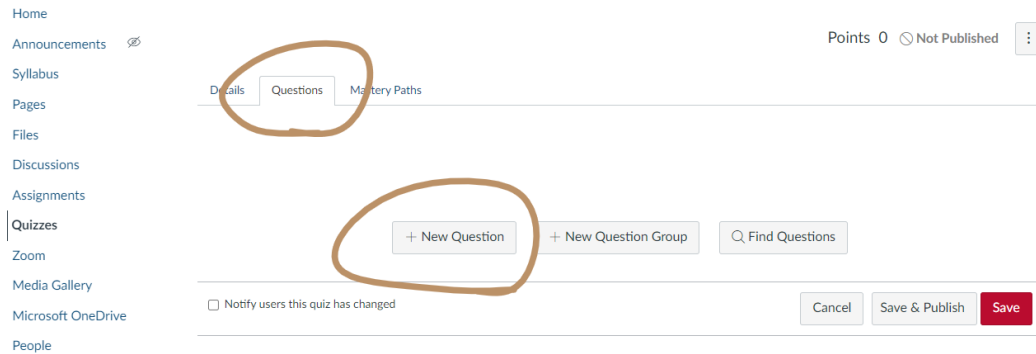 Home
Announcements
Syllabus
Pages
Files
Discussions
Assignments
Quizzes
Zoom
Media Gallery
Microsoft OneDrive
People
Points 0 Not Published
Details Questions Mastery Paths
+ New Question + New Question Group Find Questions
Notify users this quiz has changed
Cancel Save & Publish Save